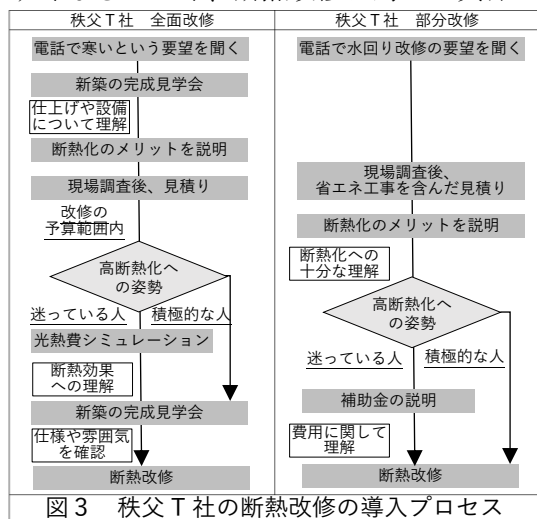 秩父T社 全面改修
電話で寒いという要望を聞く
新築の完成見学会
仕上げや設備
について理解
断熱化のメリットを説明
現場調査後、見積り
改修の
予算範囲内
高断熱化へ
の姿勢
迷っている人 積極的な人
光熱費シミュレーション
断熱効果
への理解
新築の完成見学会
仕様や雰囲気
を確認
断熱改修
秩父T社 部分改修
電話で水回り改修の要望を聞く
現場調査後、
省エネ工事を含んだ見積り
断熱化のメリットを説明
断熱化への
十分な理解
高断熱化へ
の姿勢
迷っている人 積極的な人
補助金の説明
費用に関して
理解
断熱改修
図3 秩父T社の断熱改修の導入プロセス